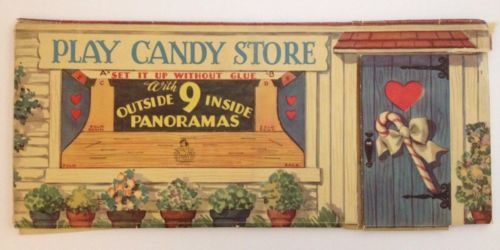 PLAY CANDY STORE
SET IT UP WITHOUT GLUE
With
OUTSIDE 9 INSIDE
PANORAMAS